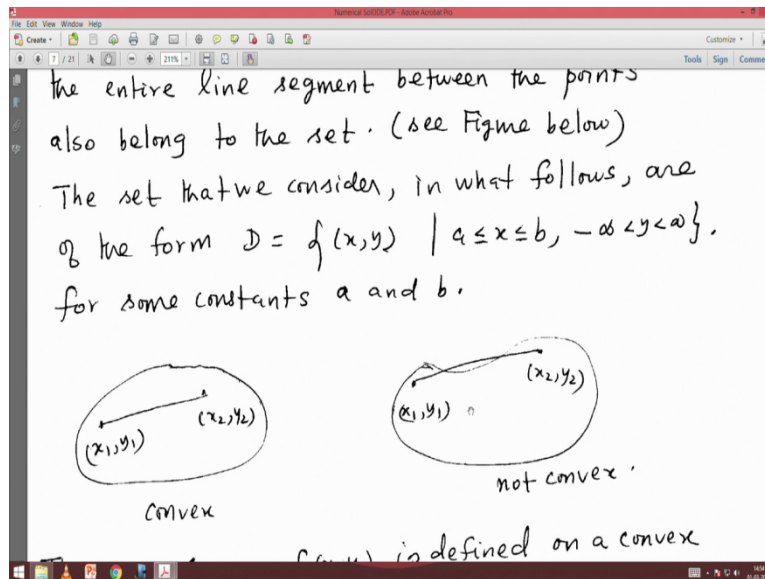 Numerical SolODE.PDF - Adobe Acrobat Pro
File Edit View Window Help
Create Customize
7 / 21 211% Tools Sign Comme
the entire line segment between the points
also belong to the set. (see Figure below)
The set that we consider, in what follows, are
of the form D = {(x,y) | a ≤ x ≤ b, -∞ < y < ∞}.
for some constants a and b.
(x₁,y₁) (x₂,y₂)
convex
(x₁,y₁) (x₂,y₂)
not convex.
is defined on a convex
14:54